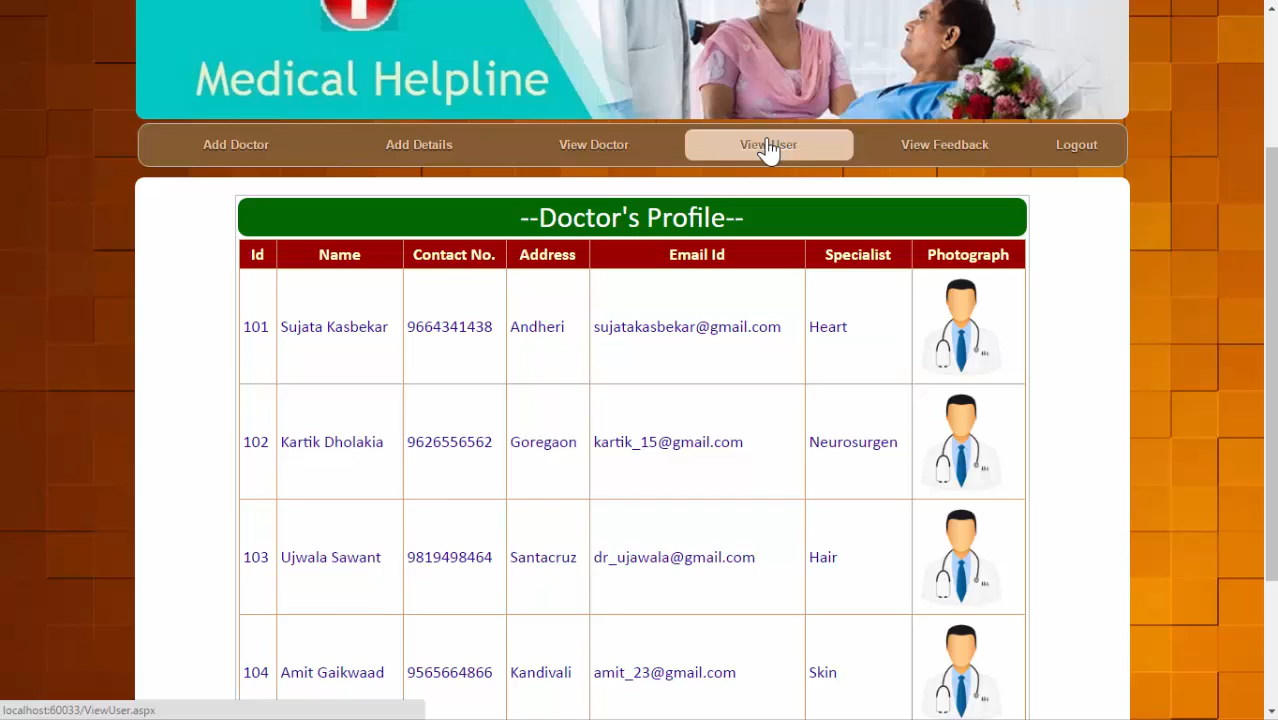 Medical Helpline
Add Doctor Add Details View Doctor View User View Feedback Logout
--Doctor's Profile--
Id Name Contact No. Address Email Id Specialist Photograph
101 Sujata Kasbekar 9664341438 Andheri sujatakasbekar@gmail.com Heart
102 Kartik Dholakia 9626556562 Goregaon kartik_15@gmail.com Neurosurgen
103 Ujwala Sawant 9819498464 Santacruz dr_ujawala@gmail.com Hair
104 Amit Gaikwaad 9565664866 Kandivali amit_23@gmail.com Skin
localhost:60033/ViewUser.aspx